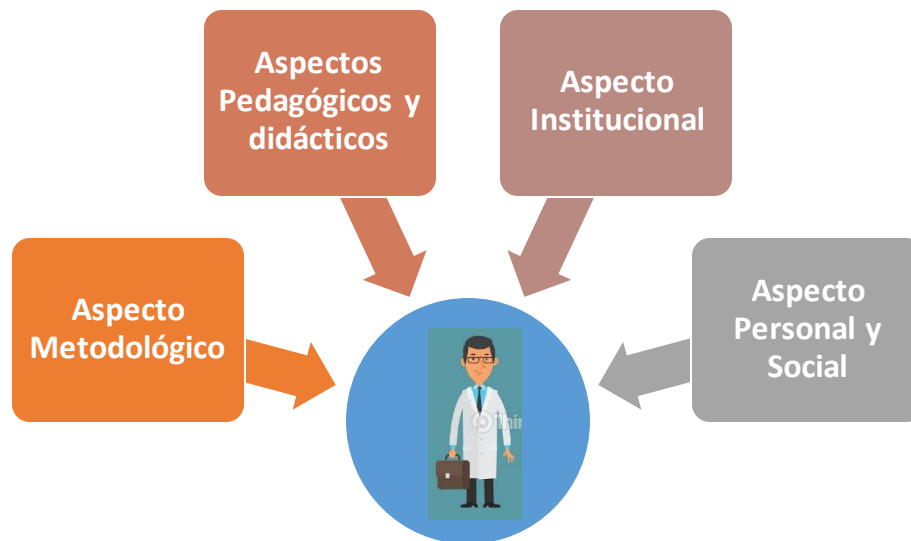 Aspectos
Pedagógicos y
didácticos
Aspecto
Institucional
Aspecto
Metodológico
Aspecto
Personal y
Social